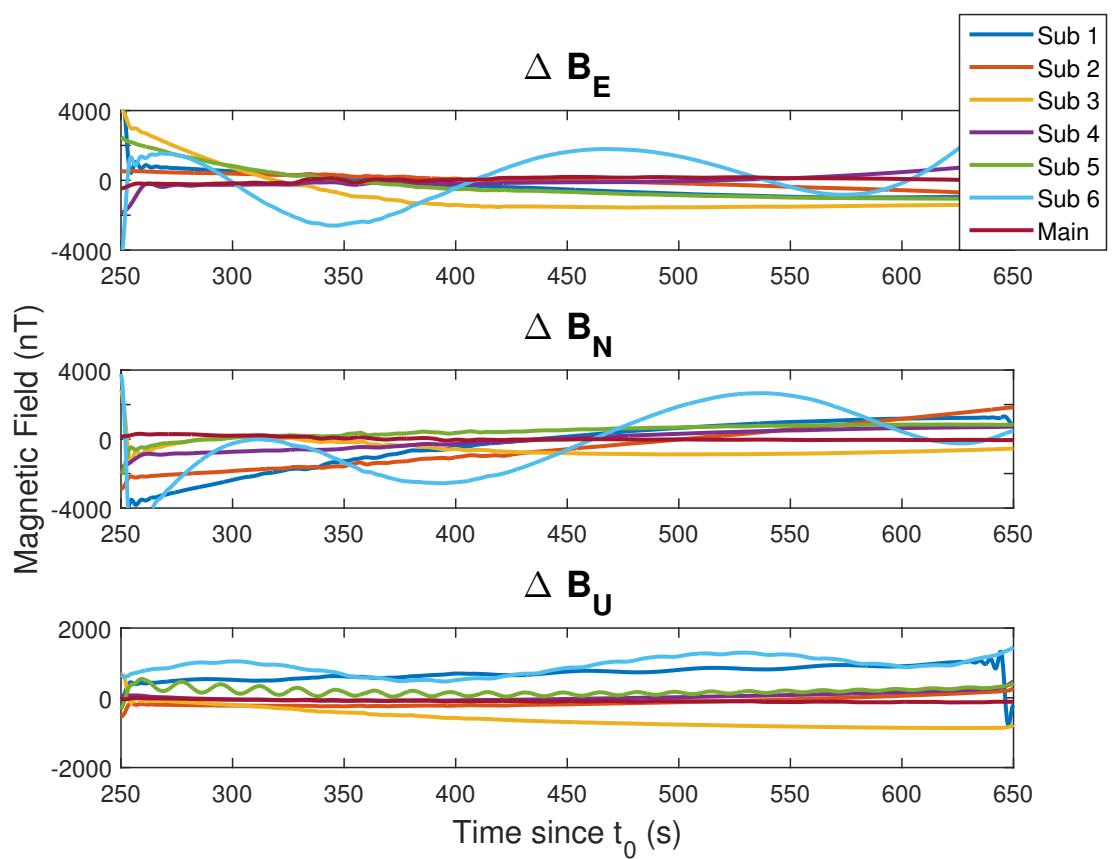 Δ B_E
Sub 1
Sub 2
Sub 3
Sub 4
Sub 5
Sub 6
Main
4000
0
-4000
250 300 350 400 450 500 550 600 650
Δ B_N
4000
0
-4000
250 300 350 400 450 500 550 600 650
Magnetic Field (nT)
Δ B_U
2000
0
-2000
250 300 350 400 450 500 550 600 650
Time since t_0 (s)